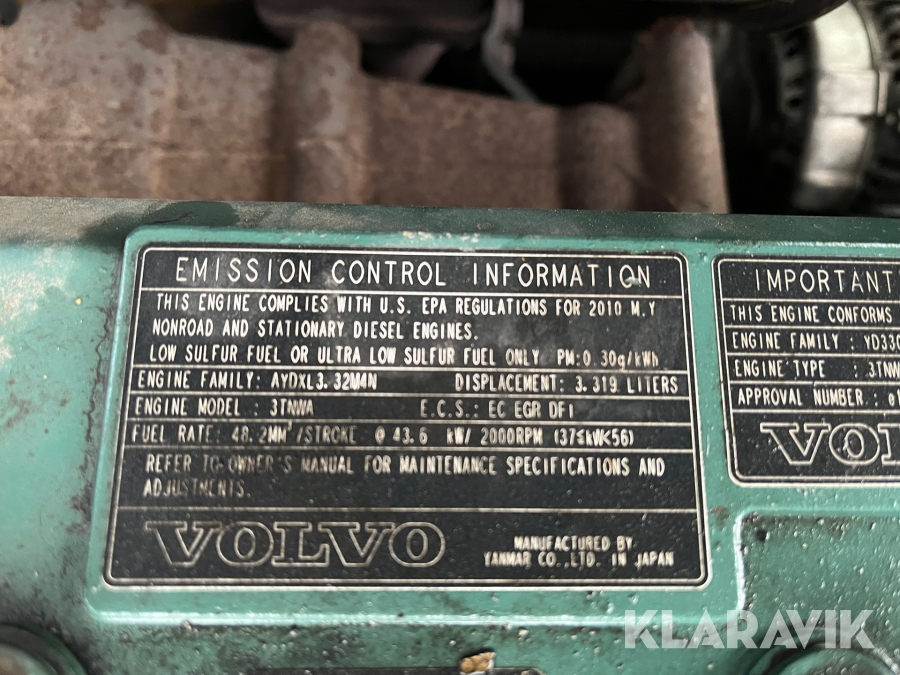 EMISSION CONTROL INFORMATION
THIS ENGINE COMPLIES WITH U.S. EPA REGULATIONS FOR 2010 M.Y
NONROAD AND STATIONARY DIESEL ENGINES.
LOW SULFUR FUEL OR ULTRA LOW SULFUR FUEL ONLY PM:0.30g/kWh
ENGINE FAMILY: AYDXL3.32M4N DISPLACEMENT: 3.319 LITERS
ENGINE MODEL : 3TNWA E.C.S.: EC EGR DFI
FUEL RATE: 48.2MM³/STROKE @ 43.6 kW/ 2000RPM (37≤kW<56)
REFER TO OWNER'S MANUAL FOR MAINTENANCE SPECIFICATIONS AND
ADJUSTMENTS.
VOLVO
MANUFACTURED BY
YANMAR CO.,LTD. IN JAPAN
IMPORTANT
THIS ENGINE CONFORMS
ENGINE FAMILY : YD330
ENGINE TYPE : 3TNW
APPROVAL NUMBER : e1
VOL
KLARAVIK